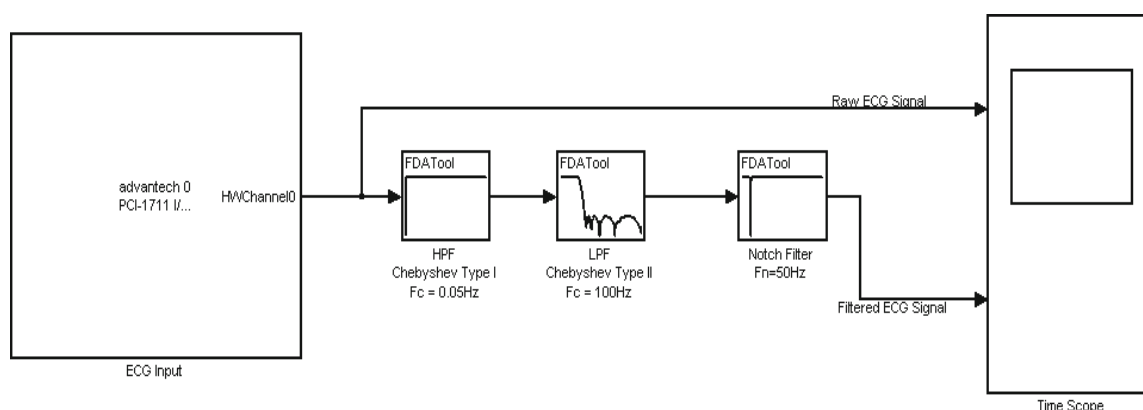 advantech 0
PCI-1711 I/...
HWChannel0
ECG Input
Raw ECG Signal
FDATool
HPF
Chebyshev Type I
Fc = 0.05Hz
FDATool
LPF
Chebyshev Type II
Fc = 100Hz
FDATool
Notch Filter
Fn=50Hz
Filtered ECG Signal
Time Scope